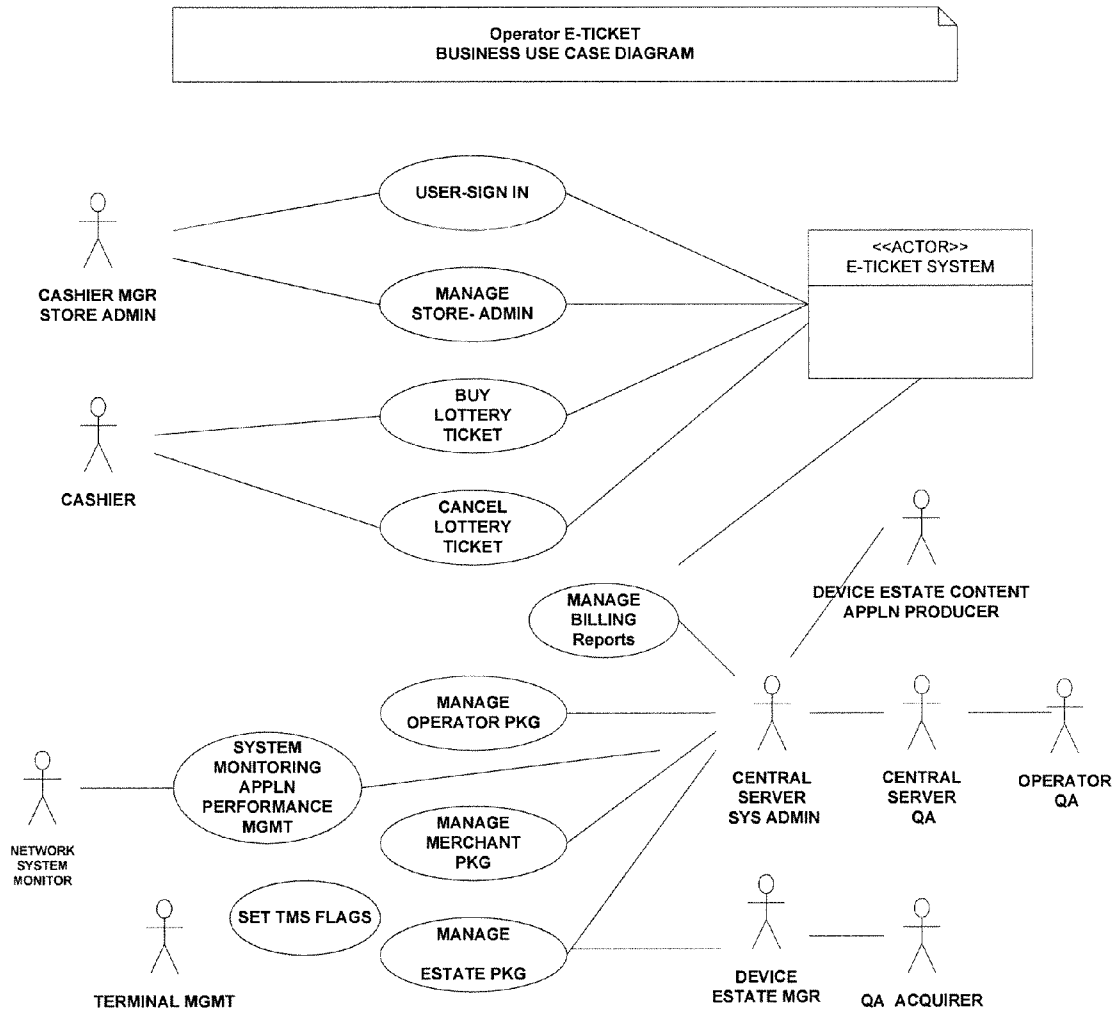 Operator E-TICKET
BUSINESS USE CASE DIAGRAM
USER-SIGN IN
<<ACTOR>>
E-TICKET SYSTEM
CASHIER MGR
STORE ADMIN
MANAGE
STORE- ADMIN
BUY
LOTTERY
TICKET
CASHIER
CANCEL
LOTTERY
TICKET
DEVICE ESTATE CONTENT
APPLN PRODUCER
MANAGE
BILLING
Reports
MANAGE
OPERATOR PKG
SYSTEM
MONITORING
APPLN
PERFORMANCE
MGMT
CENTRAL
SERVER
SYS ADMIN
CENTRAL
SERVER
QA
OPERATOR
QA
NETWORK
SYSTEM
MONITOR
MANAGE
MERCHANT
PKG
SET TMS FLAGS
MANAGE
ESTATE PKG
TERMINAL MGMT
DEVICE
ESTATE MGR
QA ACQUIRER